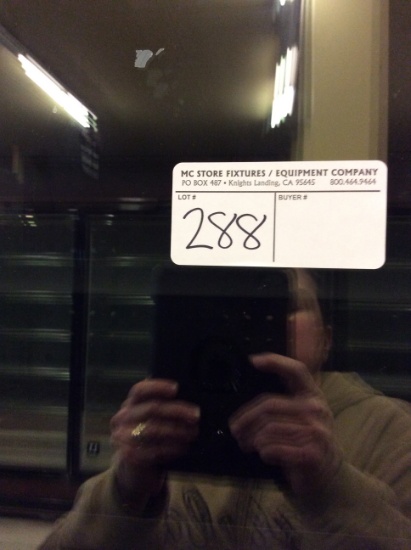 MC STORE FIXTURES / EQUIPMENT COMPANY
PO BOX 487 • Knights Landing, CA 95645 800.464.9464
LOT # BUYER #
288